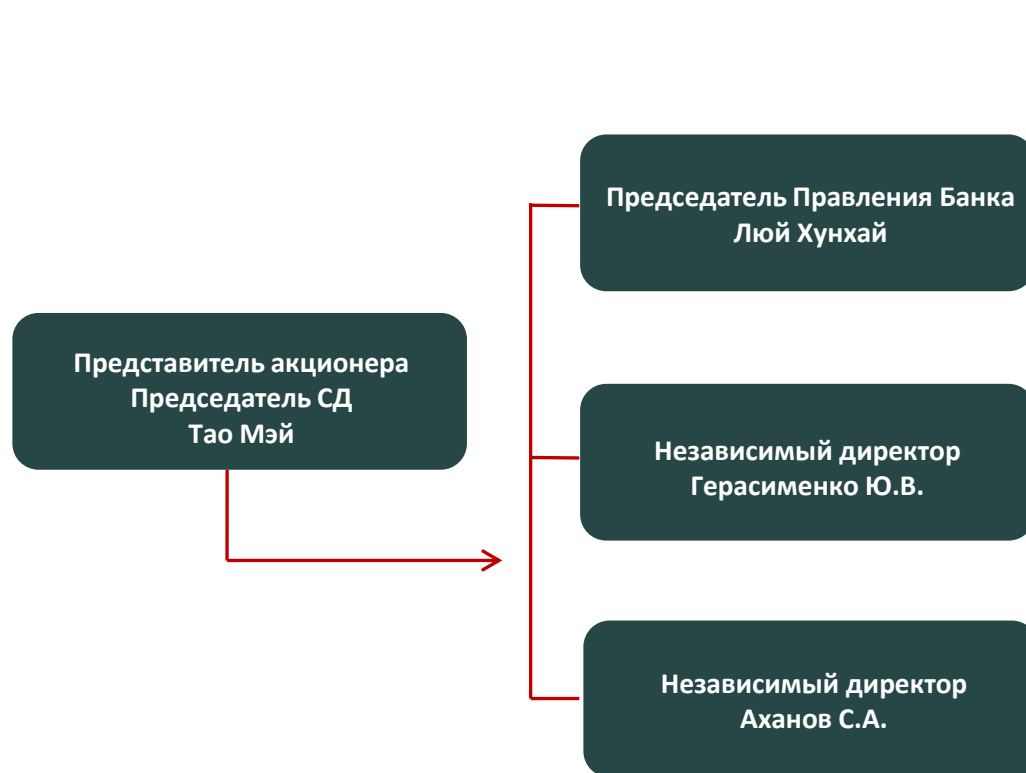 Председатель Правления Банка
Люй Хунхай
Представитель акционера
Председатель СД
Тао Мэй
Независимый директор
Герасименко Ю.В.
Независимый директор
Аханов С.А.